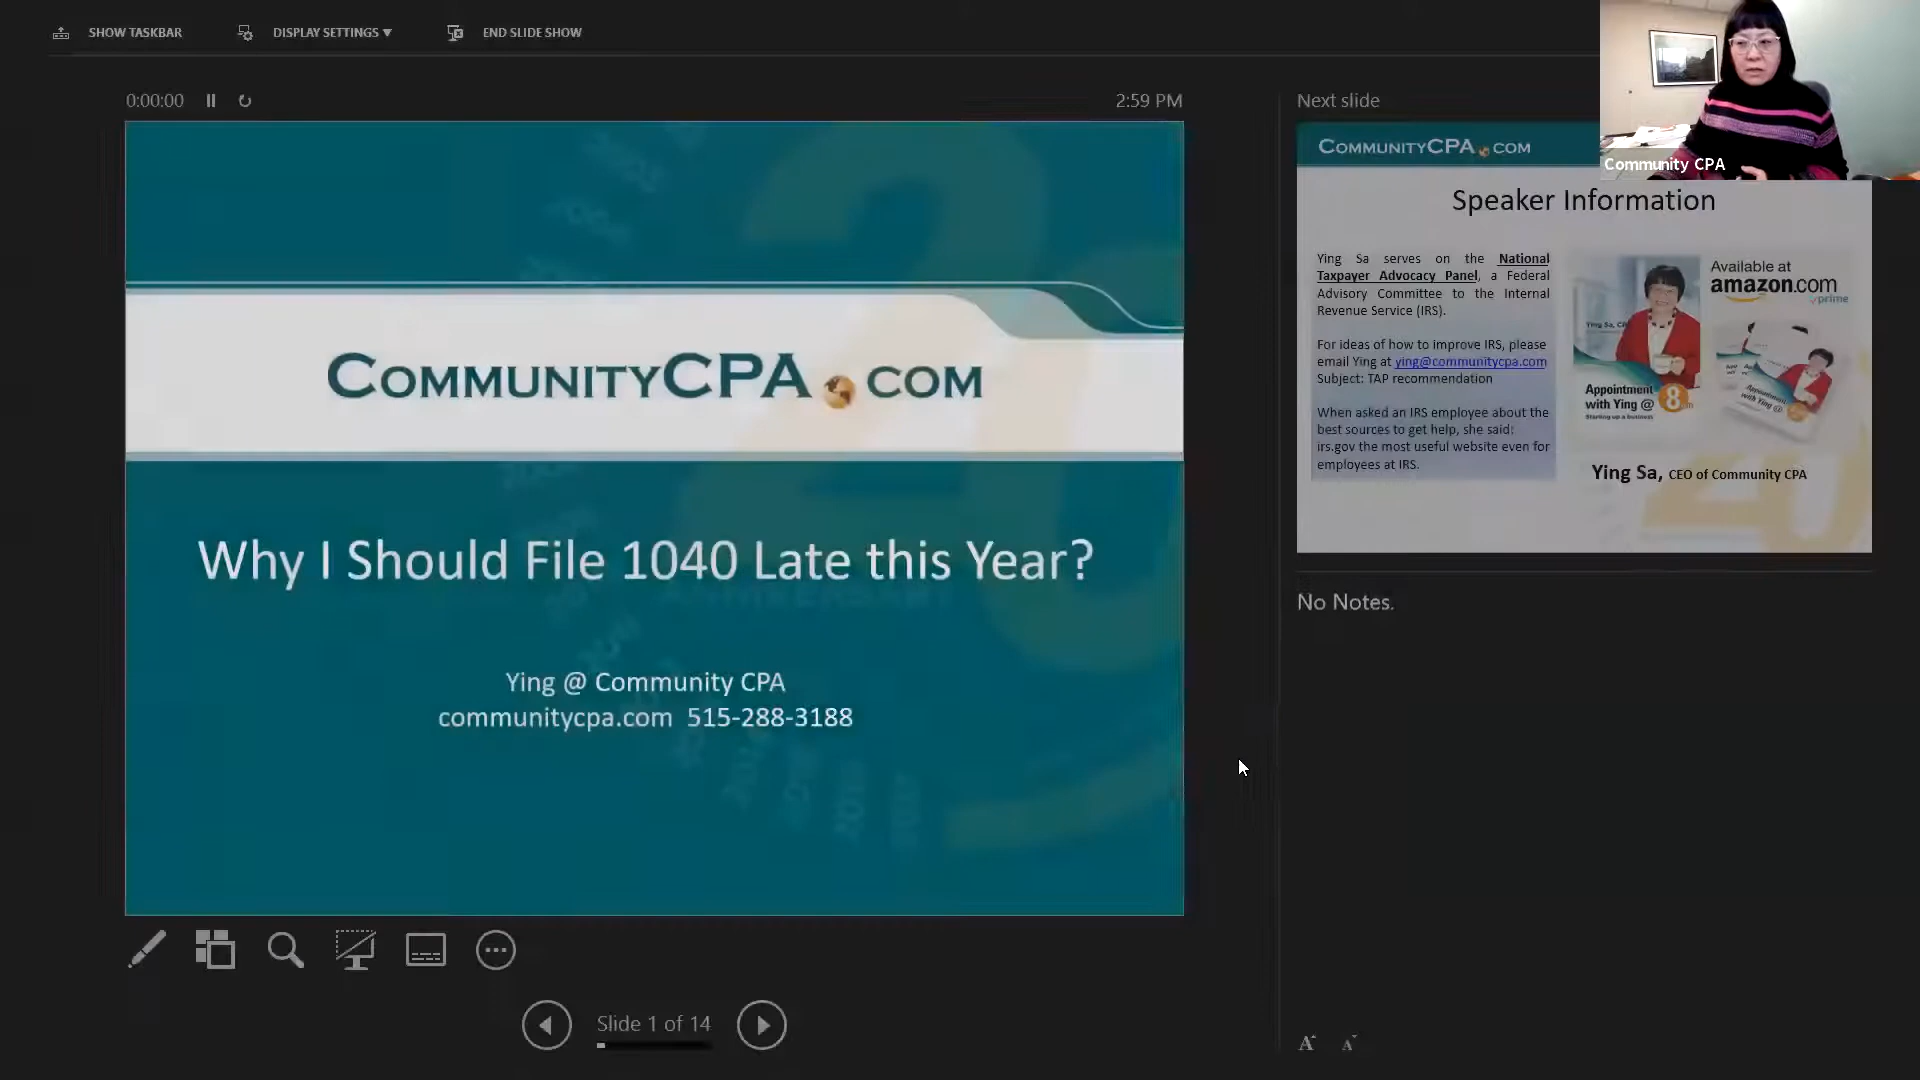 SHOW TASKBAR
DISPLAY SETTINGS ▼
END SLIDE SHOW
0:00:00
2:59 PM
COMMUNITYCPA.COM
Why I Should File 1040 Late this Year?
Ying @ Community CPA
communitycpa.com 515-288-3188
Slide 1 of 14
Next slide
Community CPA
COMMUNITYCPA.COM
Speaker Information
Ying Sa serves on the National
Taxpayer Advocacy Panel, a Federal
Advisory Committee to the Internal
Revenue Service (IRS).
For ideas of how to improve IRS, please
email Ying at ying@communitycpa.com
Subject: TAP recommendation
When asked an IRS employee about the
best sources to get help, she said:
irs.gov the most useful website even for
employees at IRS.
Available at
amazon.com
prime
Appointment
with Ying @ 8
Starting up a business
Ying Sa, CEO of Community CPA
No Notes.
A A